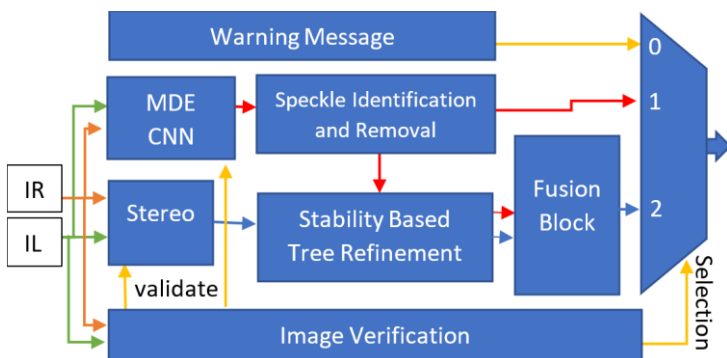 Warning Message
0
MDE
CNN
Speckle Identification
and Removal
1
IR
IL
Stereo
Stability Based
Tree Refinement
Fusion
Block
2
validate
Selection
Image Verification